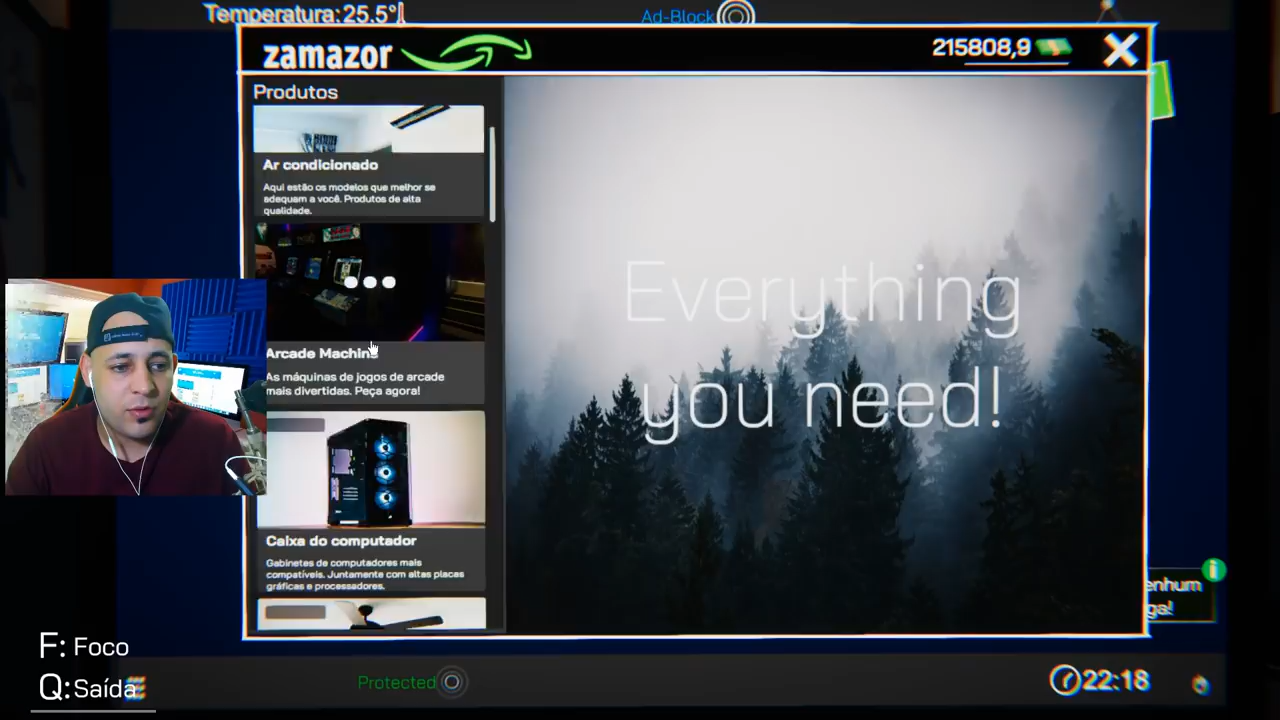 Temperatura: 25.5°
Ad-Block
zamazor
215808,9
Produtos
Ar condicionado
Aqui estão os modelos que melhor se
adequam a você. Produtos de alta
qualidade.
Arcade Machine
As máquinas de jogos de arcade
mais divertidas. Peça agora!
Caixa do computador
Gabinetes de computadores mais
compatíveis. Juntamente com altas placas
gráficas e processadores.
Everything
you need!
enhum
ga!
F: Foco
Q: Saída
Protected
22:18